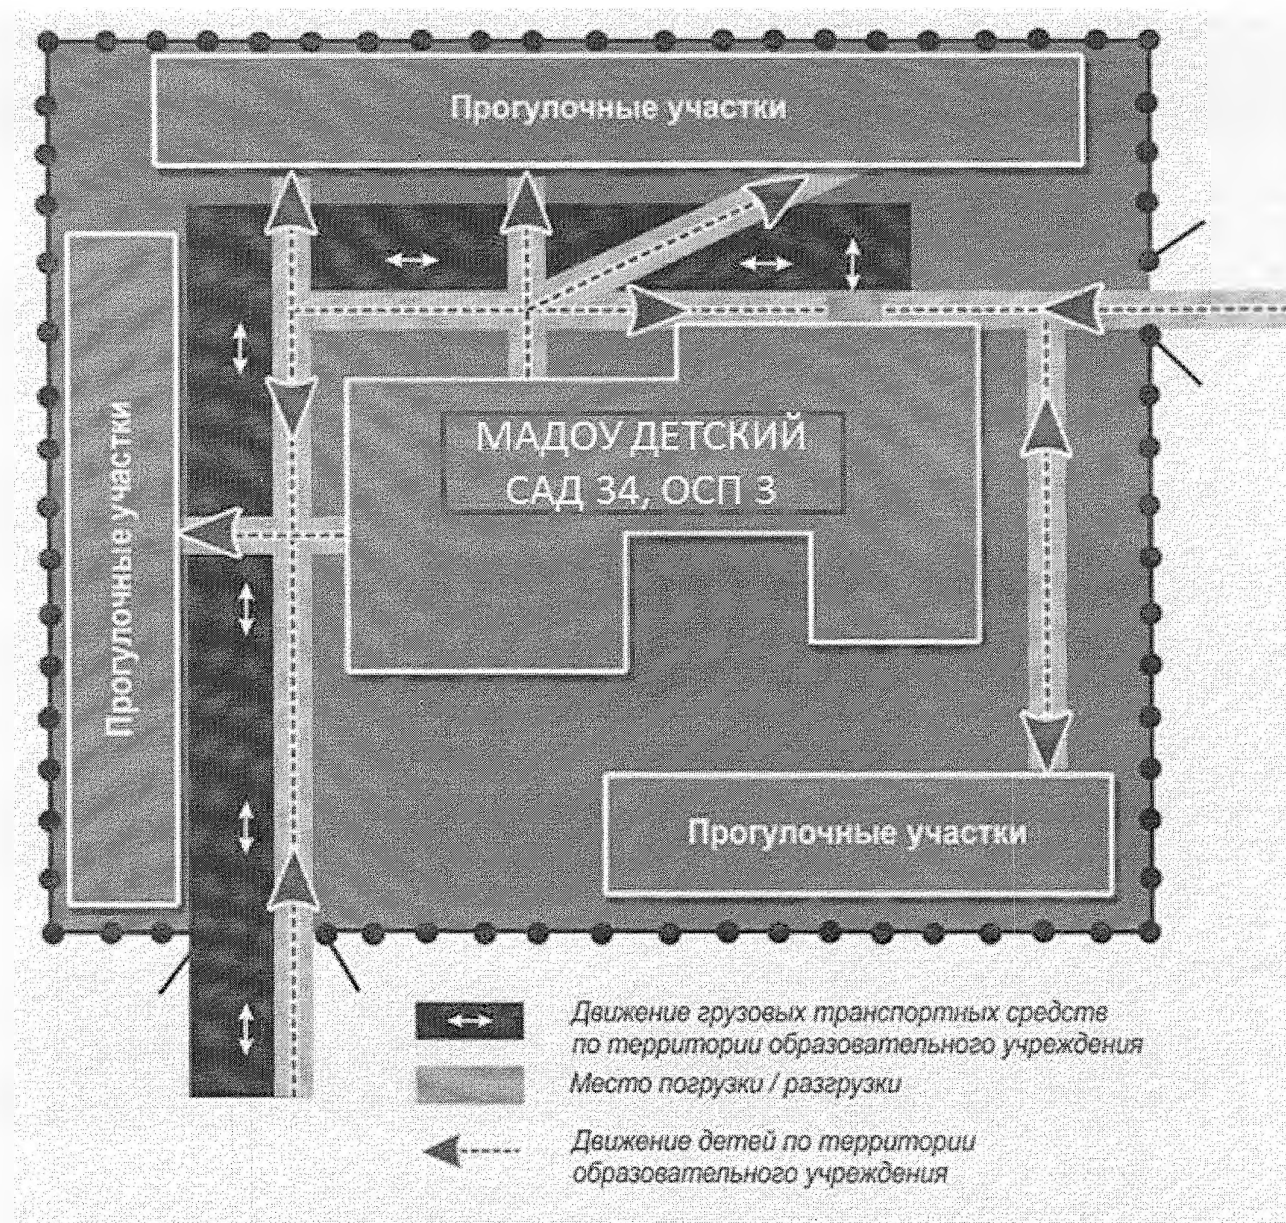 Прогулочные участки
Прогулочные участки
МАДОУ ДЕТСКИЙ
САД 34, ОСП 3
Прогулочные участки
Движение грузовых транспортных средств
по территории образовательного учреждения
Место погрузки / разгрузки
Движение детей по территории
образовательного учреждения